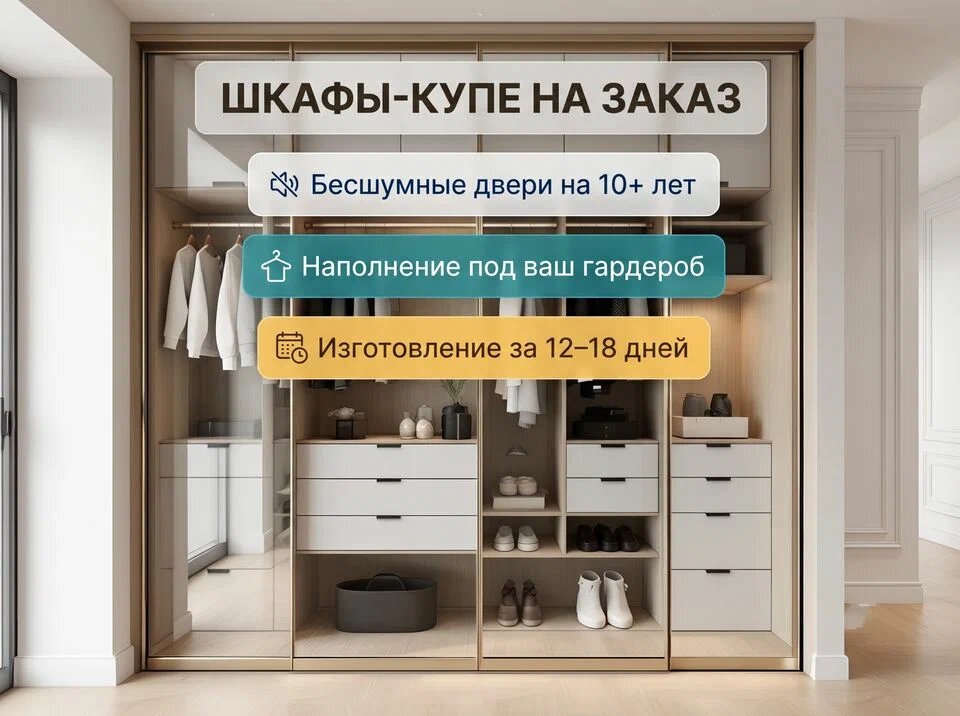 ШКАФЫ-КУПЕ НА ЗАКАЗ
Бесшумные двери на 10+ лет
Наполнение под ваш гардероб
Изготовление за 12–18 дней